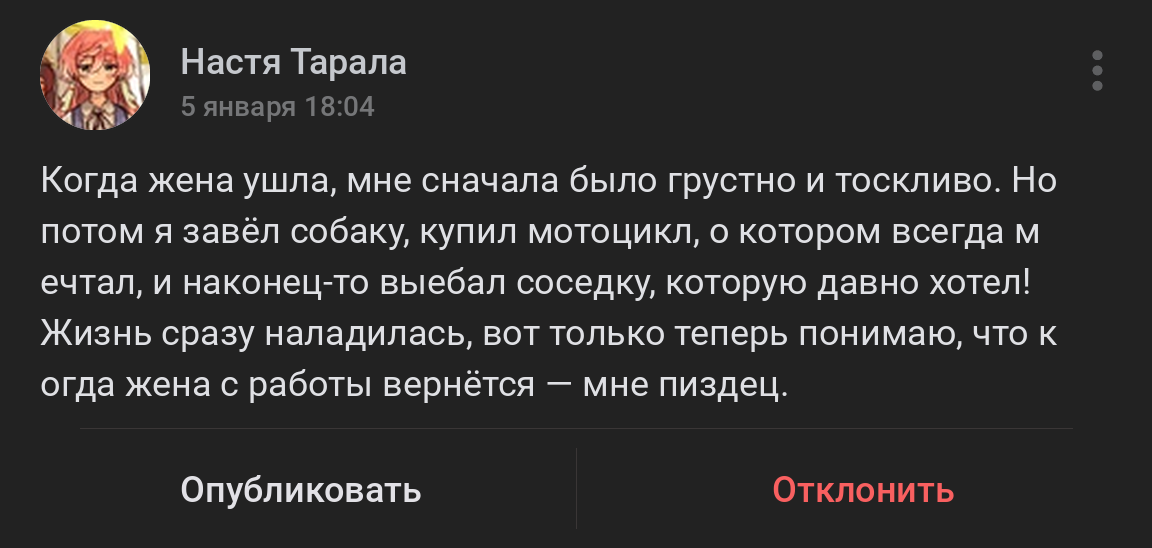 Настя Тарала
5 января 18:04
Когда жена ушла, мне сначала было грустно и тоскливо. Но
потом я завёл собаку, купил мотоцикл, о котором всегда м
ечтал, и наконец-то выебал соседку, которую давно хотел!
Жизнь сразу наладилась, вот только теперь понимаю, что к
огда жена с работы вернётся — мне пиздец.
Опубликовать
Отклонить